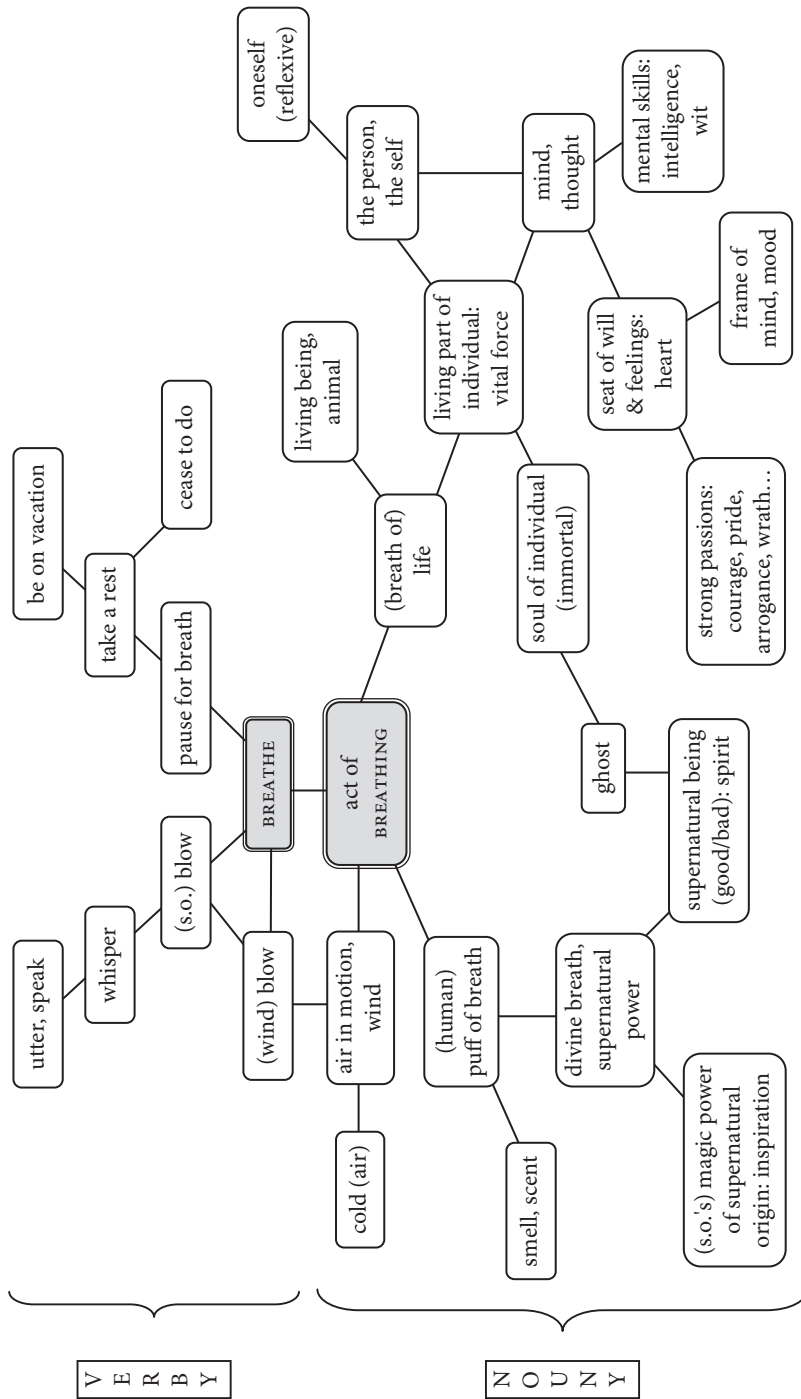 V
E
R
B
Y
utter, speak
be on vacation
whisper
take a rest
(s.o.) blow
pause for breath
cease to do
(wind) blow
BREATHE
N
O
U
N
Y
cold (air)
air in motion,
wind
act of
BREATHING
(breath of)
life
living being,
animal
the person,
the self
oneself
(reflexive)
smell, scent
(human)
puff of breath
living part of
individual:
vital force
soul of individual
(immortal)
mind,
thought
divine breath,
supernatural
power
ghost
seat of will
& feelings:
heart
mental skills:
intelligence,
wit
(s.o.'s) magic power
of supernatural
origin: inspiration
supernatural being
(good/bad): spirit
strong passions:
courage, pride,
arrogance, wrath…
frame of
mind, mood